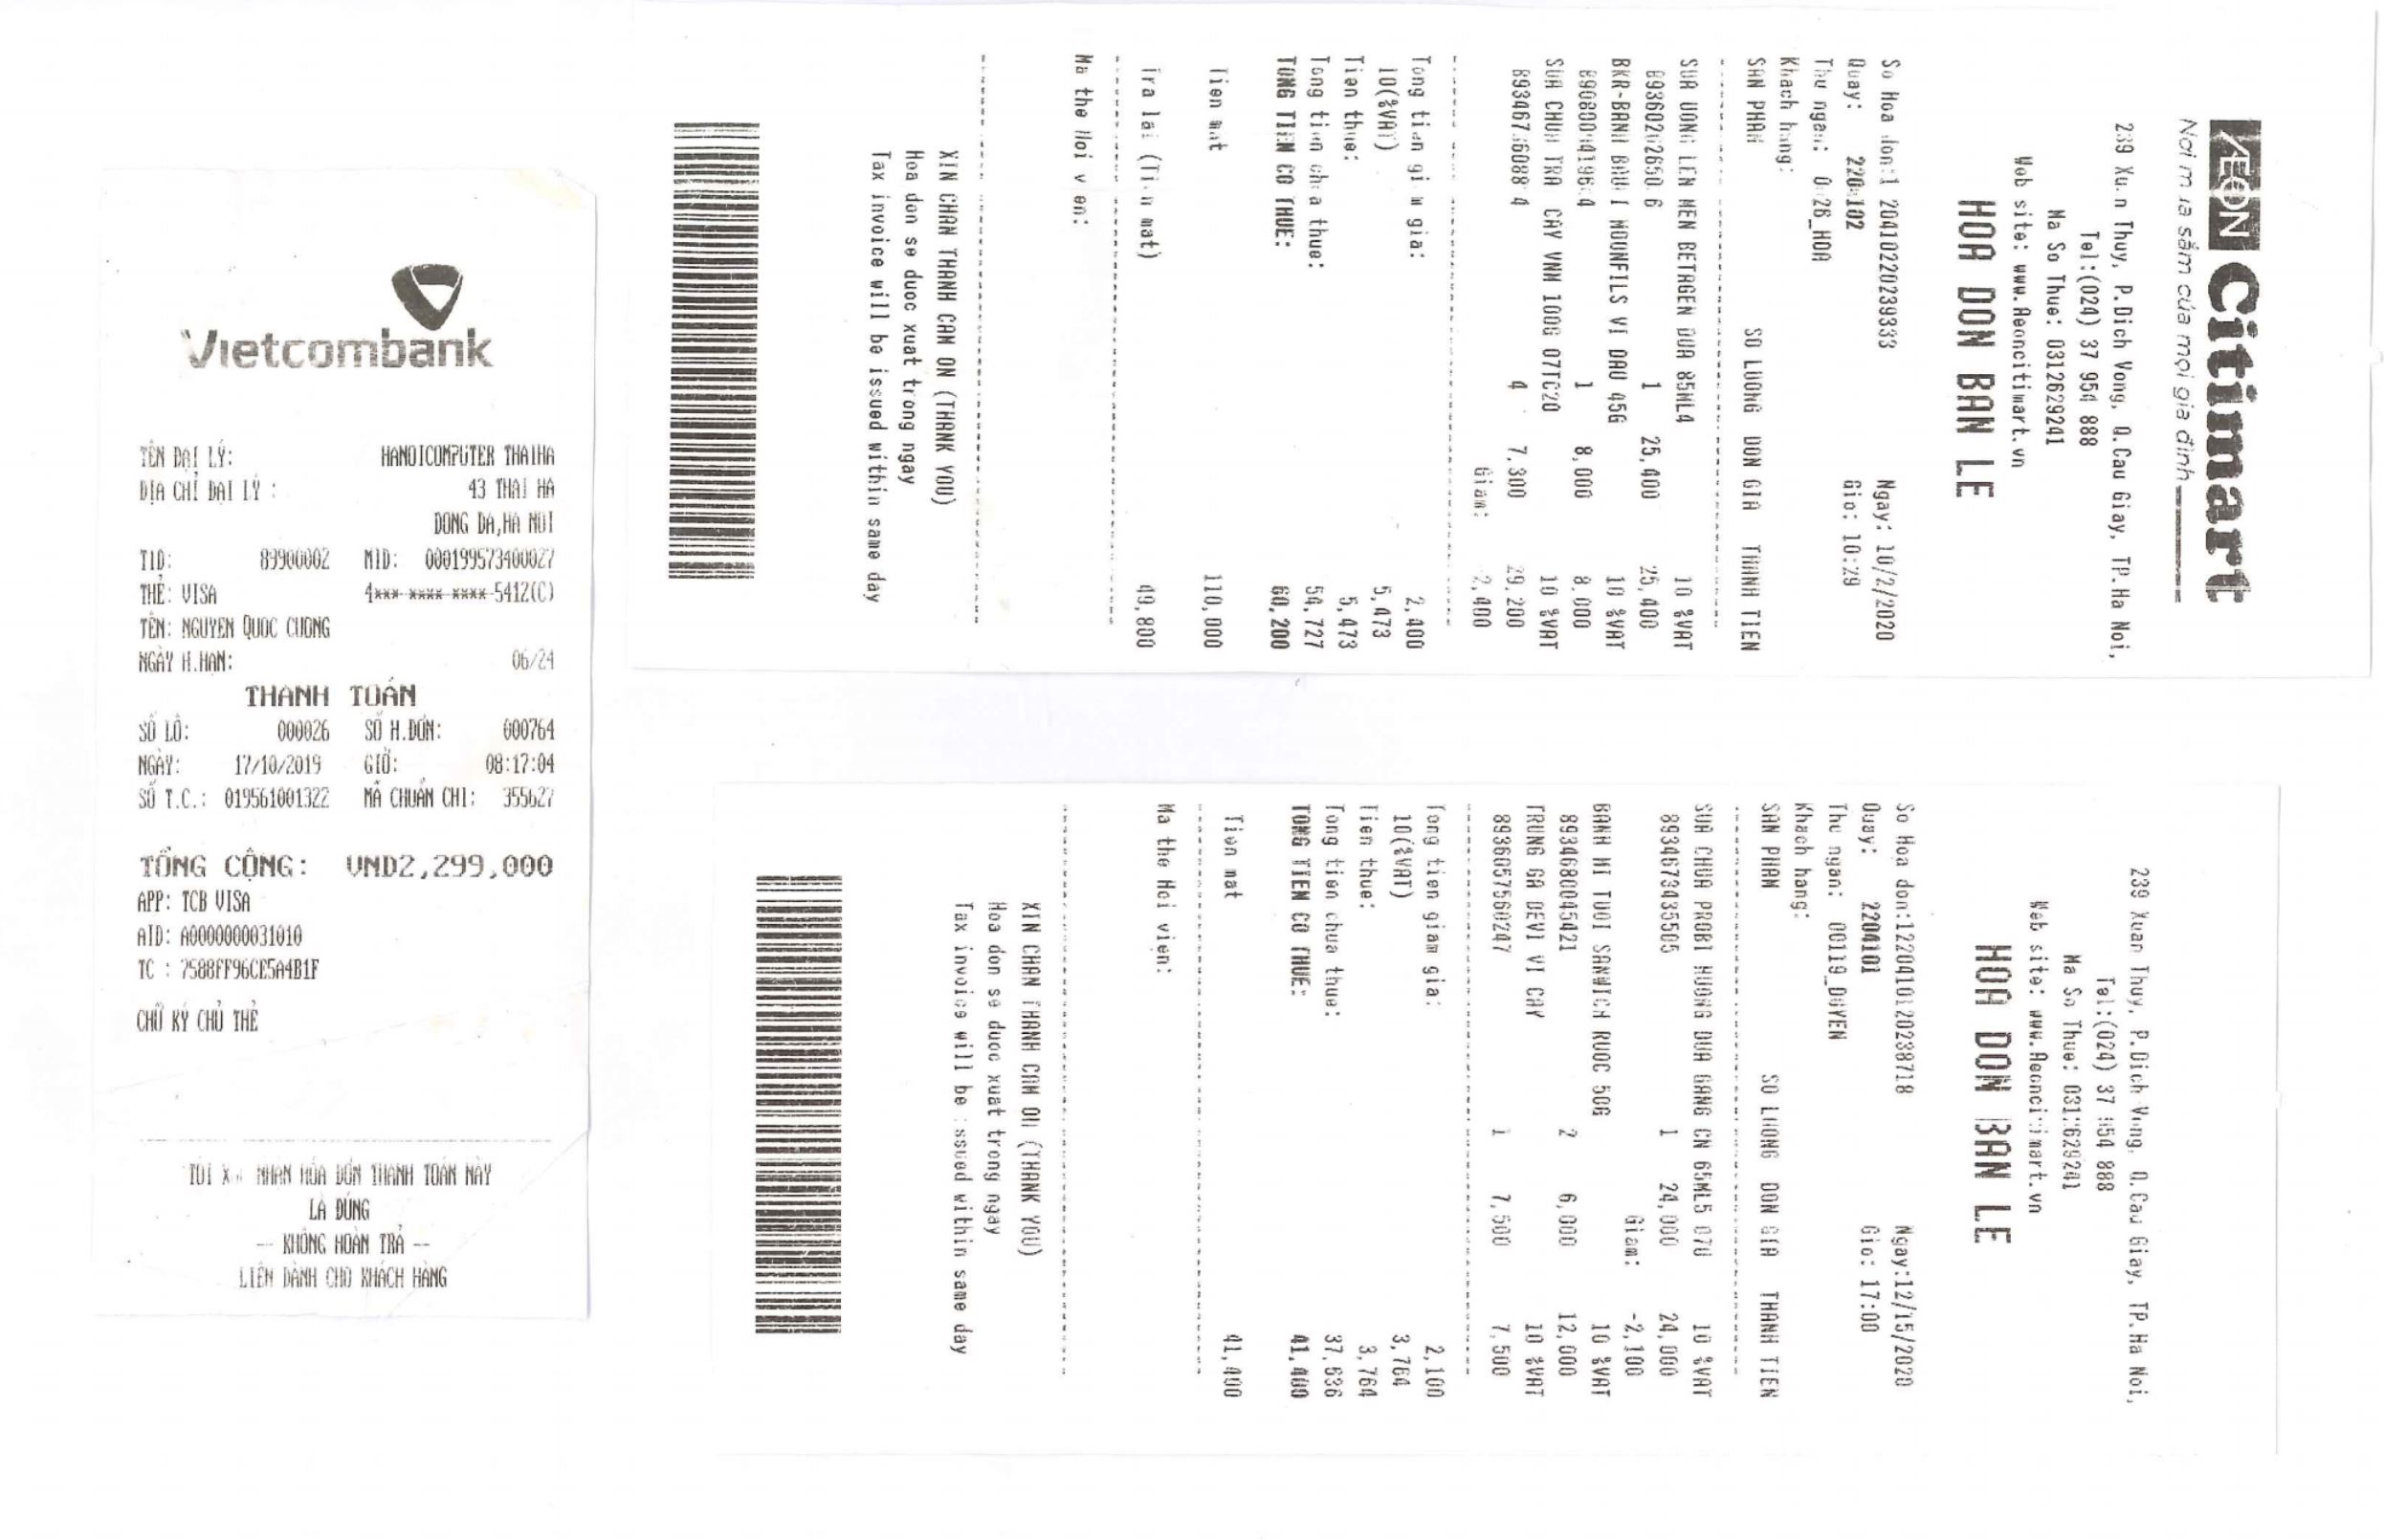 ÆON Citimart
Nơi mua sắm của mọi gia đình
239 Xuan Thuy, P.Dich Vong, Q.Cau Giay, TP.Ha Noi,
Tel:(024) 37 954 888
Ma So Thue: 0312629241
Web site: www.Aeoncitimart.vn
HOA DON BAN LE
So Hoa don:1 20410220239333 Ngay: 10/2/2020
Quay: 220 102 Gio: 10:29
Thu ngan: 0 26_HOA
Khach hang:
SAN PHAM SO LUONG DON GIA THANH TIEN
SUA UONG LEN MEN BETAGEN DUA 85ML4 10 %VAT
89360262650 6 1 25,400 25,400
BKR-BANH MOUNFILS VI DAU 45G 10 %VAT
4 1 8,000 8,000
SUA CHUA TRA CAY VNM 100G 07TC20 10 %VAT
4 7,300 29,200
Giam: -2,400
Tong tien giam gia: 2,400
10(%VAT) 5,473
Tien thue: 5,473
Tong tien chua thue: 54,727
TONG TIEN CO THUE: 60,200
Tien mat 110,000
Tra lai (Tien mat) 49,800
Ma the Hoi vien:
XIN CHAN THANH CAM ON (THANK YOU)
Hoa don se duoc xuat trong ngay
Tax invoice will be issued within same day
239 Xuan Thuy, P.Dich Vong, Q.Cau Giay, TP.Ha Noi,
Tel:(024) 37 954 888
Ma So Thue: 0312629241
Web site: www.Aeoncitimart.vn
HOA DON BAN LE
So Hoa don:1220410120238718 Ngay:12/15/2020
Quay: 2204101 Gio: 17:00
Thu ngan: 00119_DUYEN
Khach hang:
SAN PHAM SO LUONG DON GIA THANH TIEN
SUA CHUA PROBI HUONG DUA GANG CN 65ML5 07U 10 %VAT
8934673435505 1 24,000 24,000
Giam: -2,100
BANH MI TUOI SANWICH RUOC 50G 10 %VAT
8934680045421 2 6,000 12,000
TRUNG GA DEVI VI CAY 10 %VAT
8936057560247 1 7,500 7,500
Tong tien giam gia: 2,100
10(%VAT) 3,764
Tien thue: 3,764
Tong tien chua thue: 37,636
TONG TIEN CO THUE: 41,400
Tien mat 41,400
Ma the Hoi vien:
XIN CHAN THANH CAM ON (THANK YOU)
Hoa don se duoc xuat trong ngay
Tax invoice will be issued within same day
Vietcombank
TÊN ĐẠI LÝ: HANOICOMPUTER THAIHA
ĐỊA CHỈ ĐẠI LÝ : 43 THAI HA
DONG DA,HA NOI
TID: 89900002 MID: 000199573400027
THẺ: VISA 4*** **** **** 5412(C)
TÊN: NGUYEN QUOC CUONG
NGÀY H.HẠN: 06/24
THANH TOÁN
SỐ LÔ: 000026 SỐ H.ĐƠN: 000764
NGÀY: 17/10/2019 GIỜ: 08:17:04
SỐ T.C.: 019561001322 MÃ CHUẨN CHI: 355627
TỔNG CỘNG: VND2,299,000
APP: TCB VISA
AID: A0000000031010
TC : 7588FF96CE5A4B1F
CHỮ KÝ CHỦ THẺ
TÔI NHẬN HÓA ĐƠN THANH TOÁN NÀY
LÀ ĐÚNG
-- KHÔNG HOÀN TRẢ --
LIÊN DÀNH CHO KHÁCH HÀNG